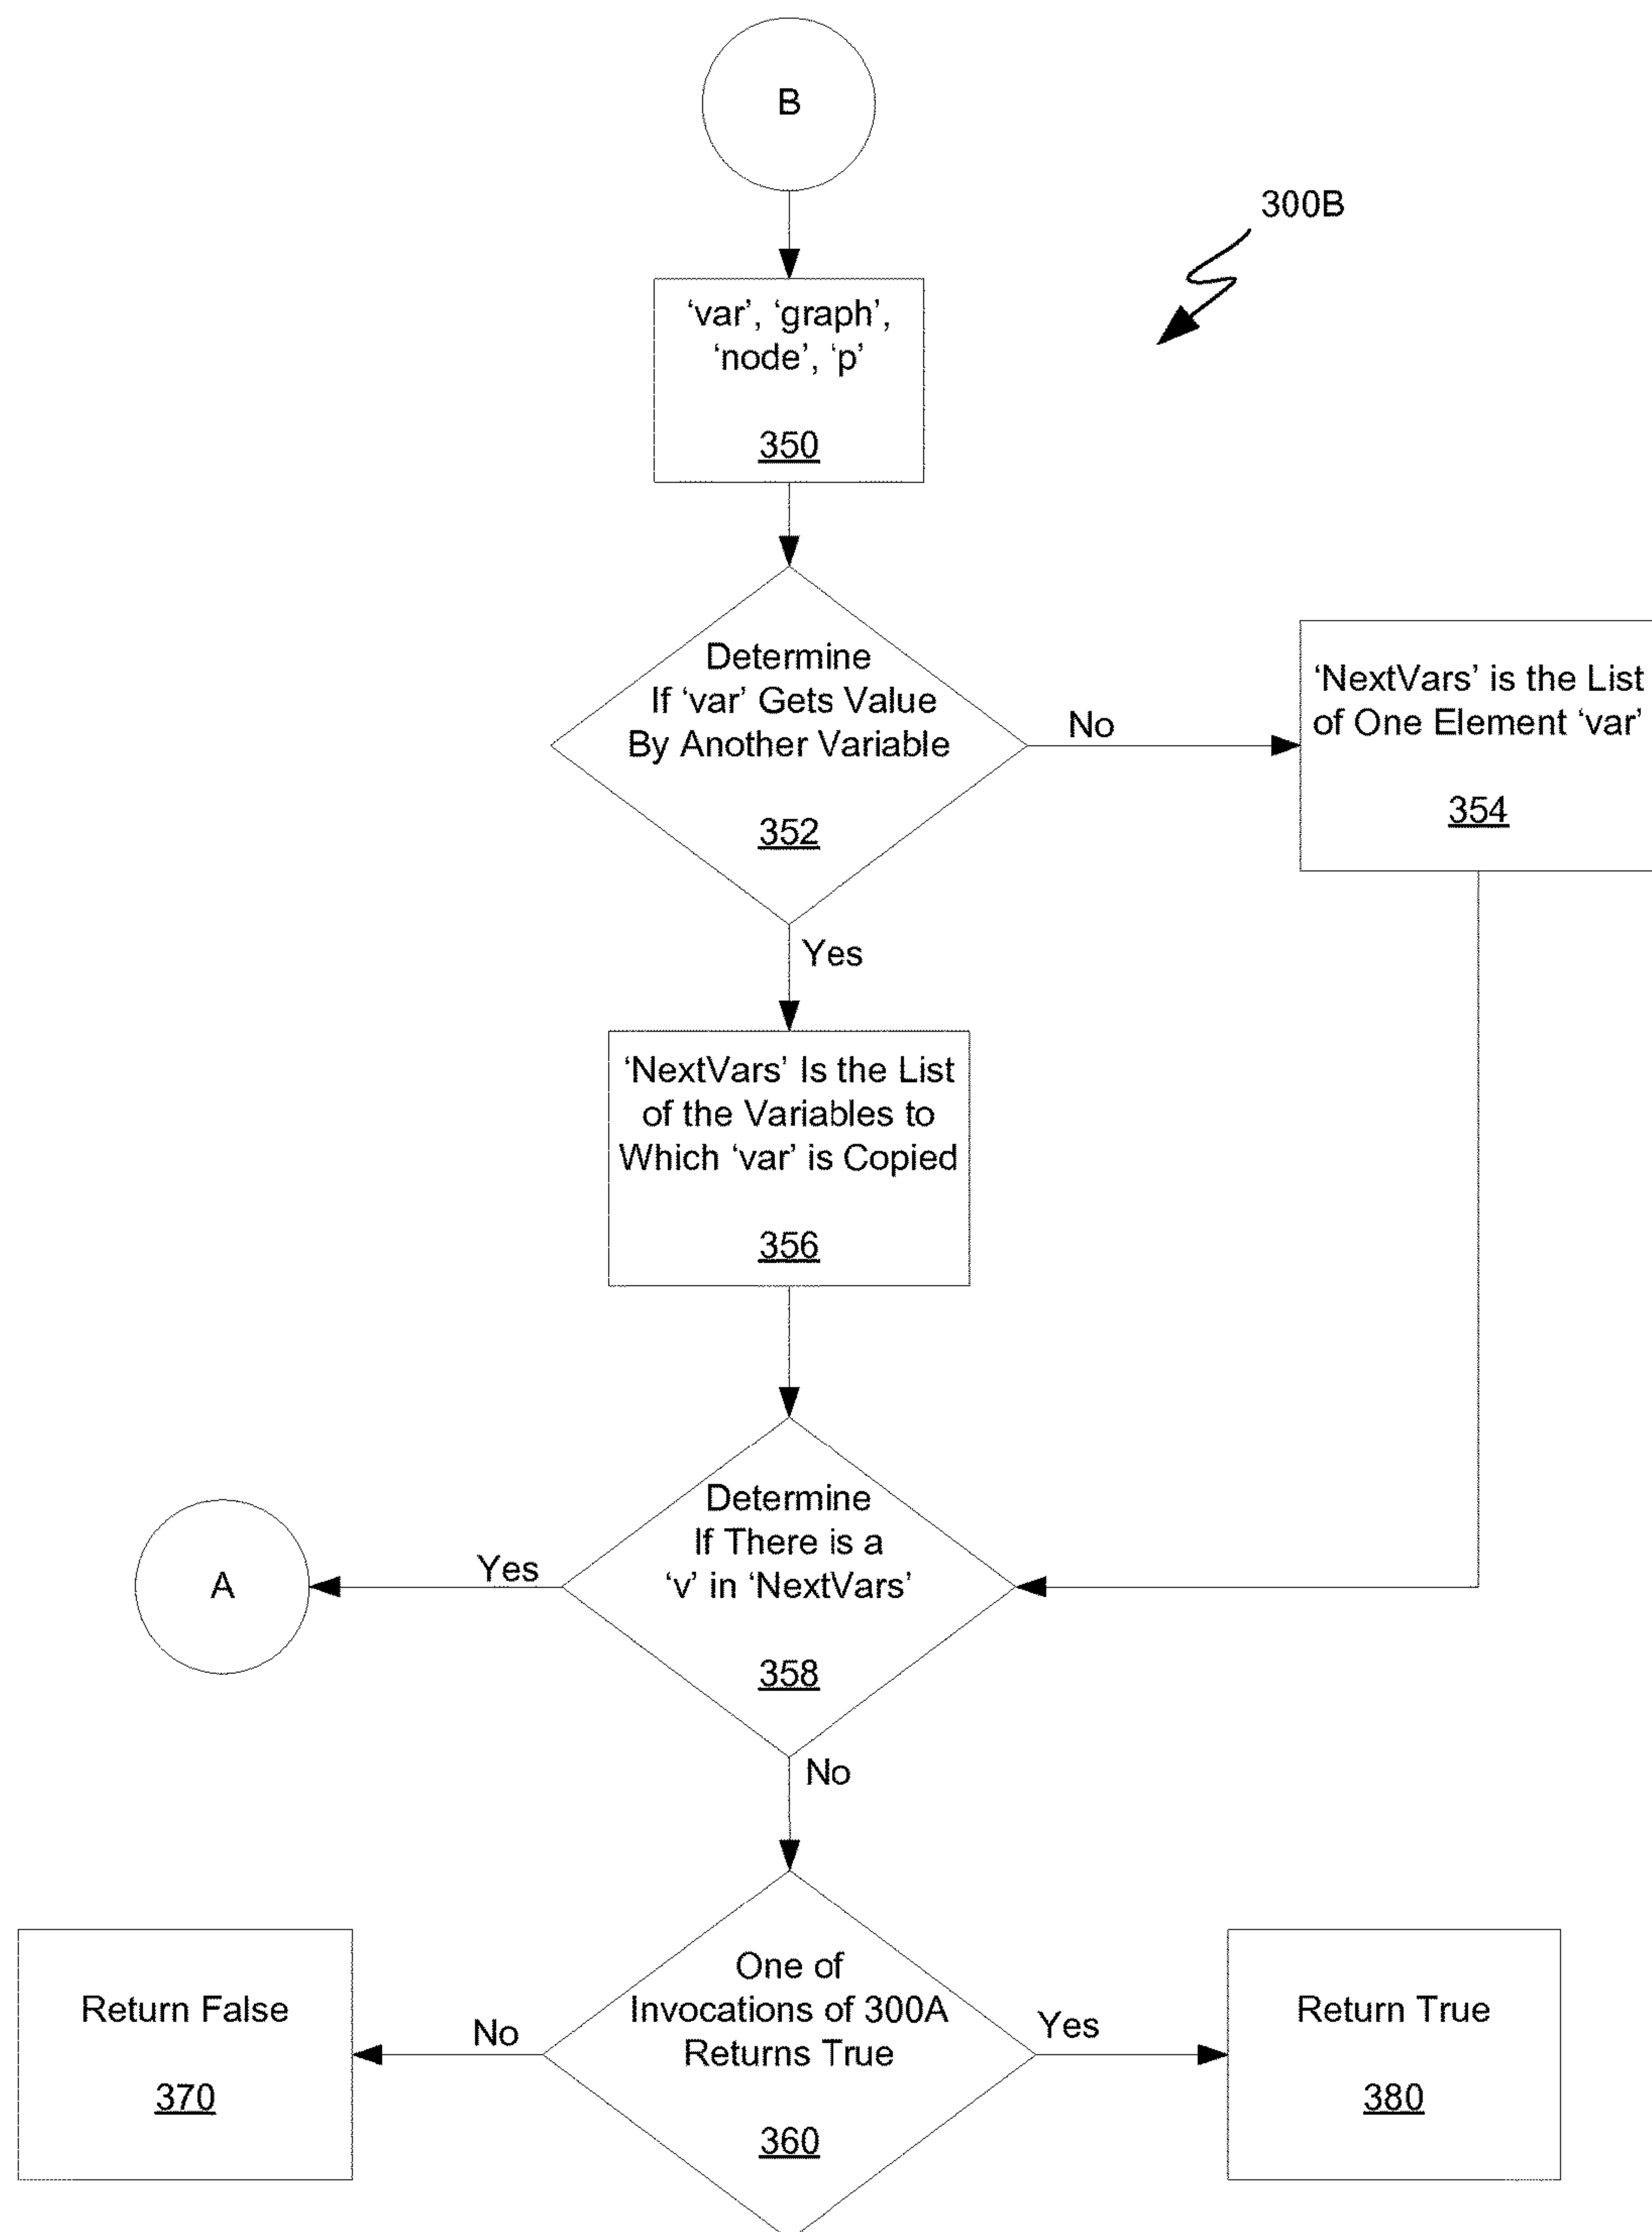 B
300B
‘var’, ‘graph’,
‘node’, ‘p’
350
Determine
If ‘var’ Gets Value
By Another Variable
352
No
‘NextVars’ is the List
of One Element ‘var’
354
Yes
‘NextVars’ Is the List
of the Variables to
Which ‘var’ is Copied
356
Determine
If There is a
‘v’ in ‘NextVars’
358
Yes
A
No
One of
Invocations of 300A
Returns True
360
No
Return False
370
Yes
Return True
380